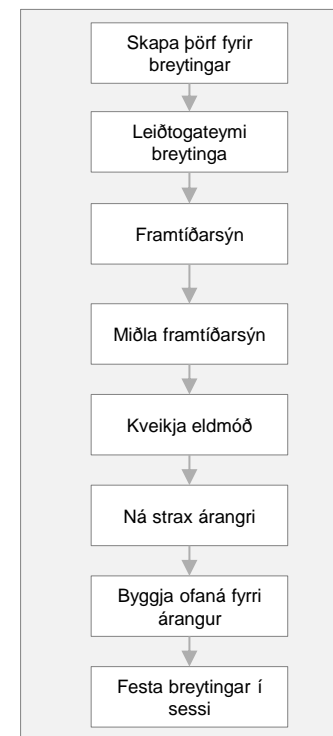 Skapa þörf fyrir
breytingar
Leiðtogateymi
breytinga
Framtíðarsýn
Miðla framtíðarsýn
Kveikja eldmóð
Ná strax árangri
Byggja ofaná fyrri
árangur
Festa breytingar í
sessi